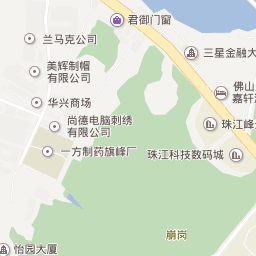 君御门窗
兰马克公司
三星金融大
美辉制帽
有限公司
佛山
嘉轩
华兴商场
尚德电脑刺绣
有限公司
珠江峰
一方制药旗峰厂
珠江科技数码城
崩岗
怡园大厦